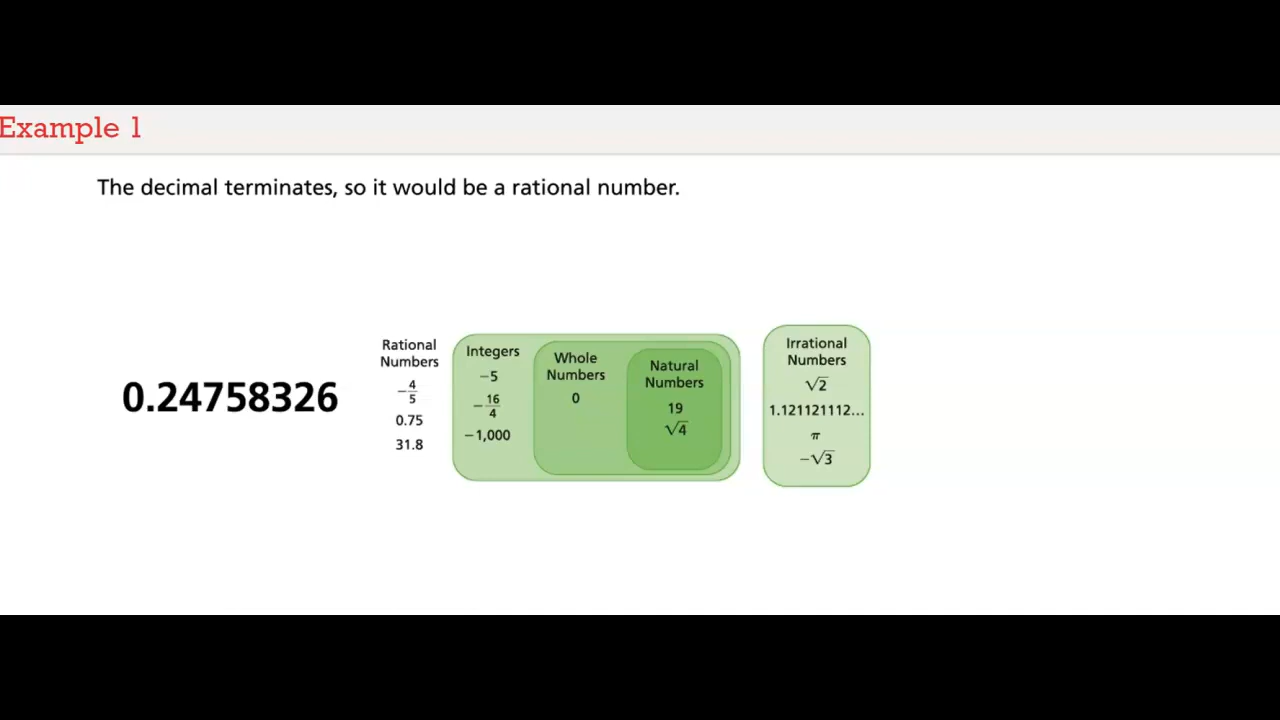 Example 1
The decimal terminates, so it would be a rational number.
0.24758326
Rational
Numbers
−4/5
0.75
31.8
Integers
−5
−16/4
−1,000
Whole
Numbers
0
Natural
Numbers
19
√4
Irrational
Numbers
√2
1.121121112...
π
−√3